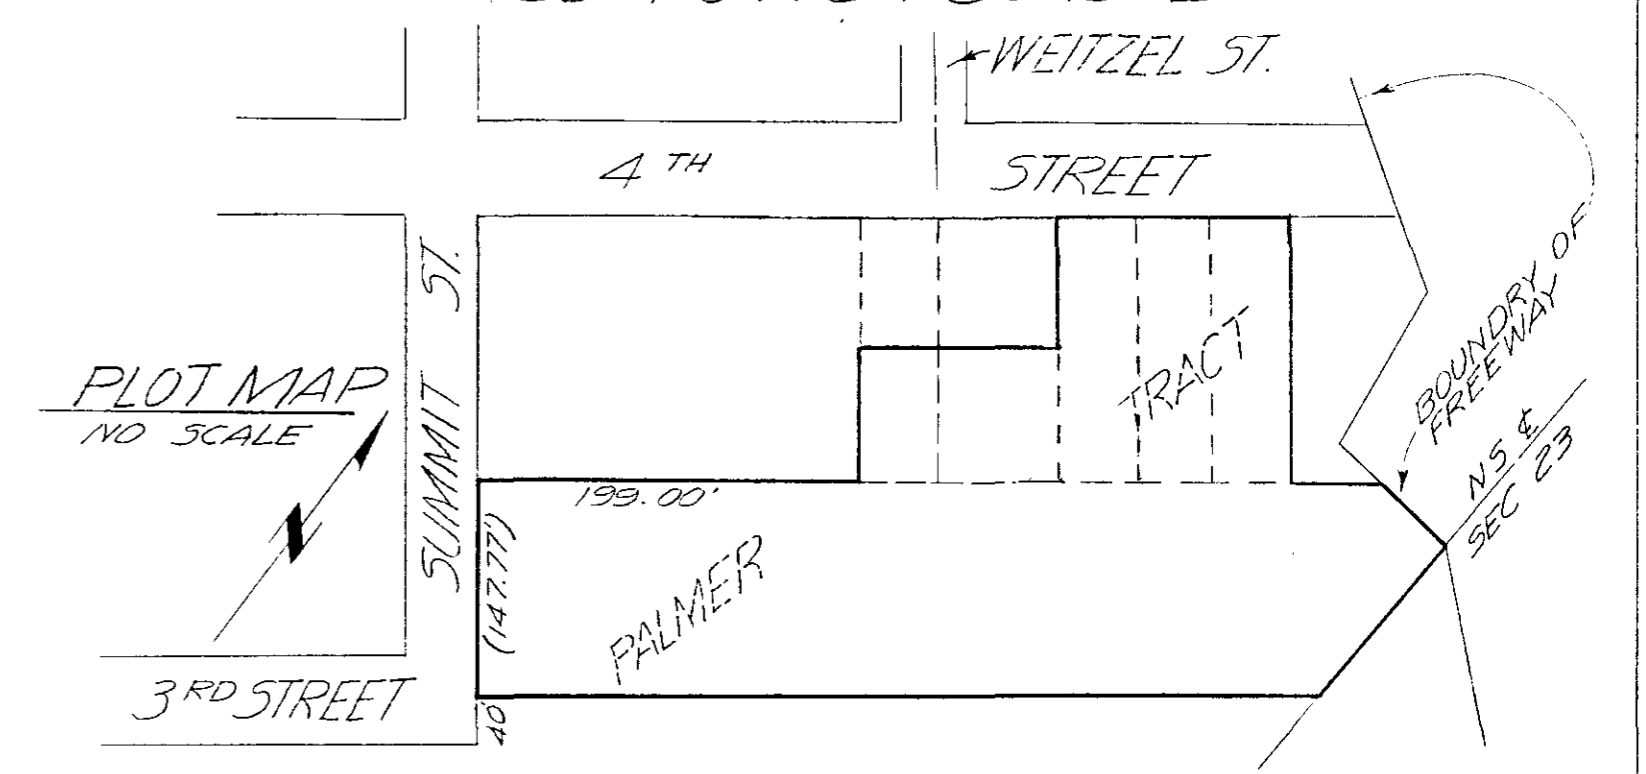 WEITZEL ST.
4TH STREET
SUMMIT ST.
PLOT MAP
NO SCALE
N
TRACT
BOUNDRY OF
FREEWAY
NS ℄
SEC 23
199.00'
(147.77')
PALMER
3RD STREET
40'